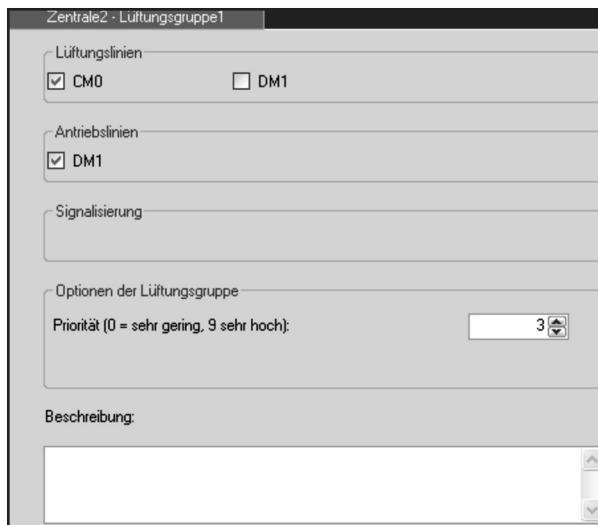 Zentrale2 - Lüftungsgruppe1
Lüftungslinien
CM0 DM1
Antriebslinien
DM1
Signalisierung
Optionen der Lüftungsgruppe
Priorität (0 = sehr gering, 9 sehr hoch): 3
Beschreibung: